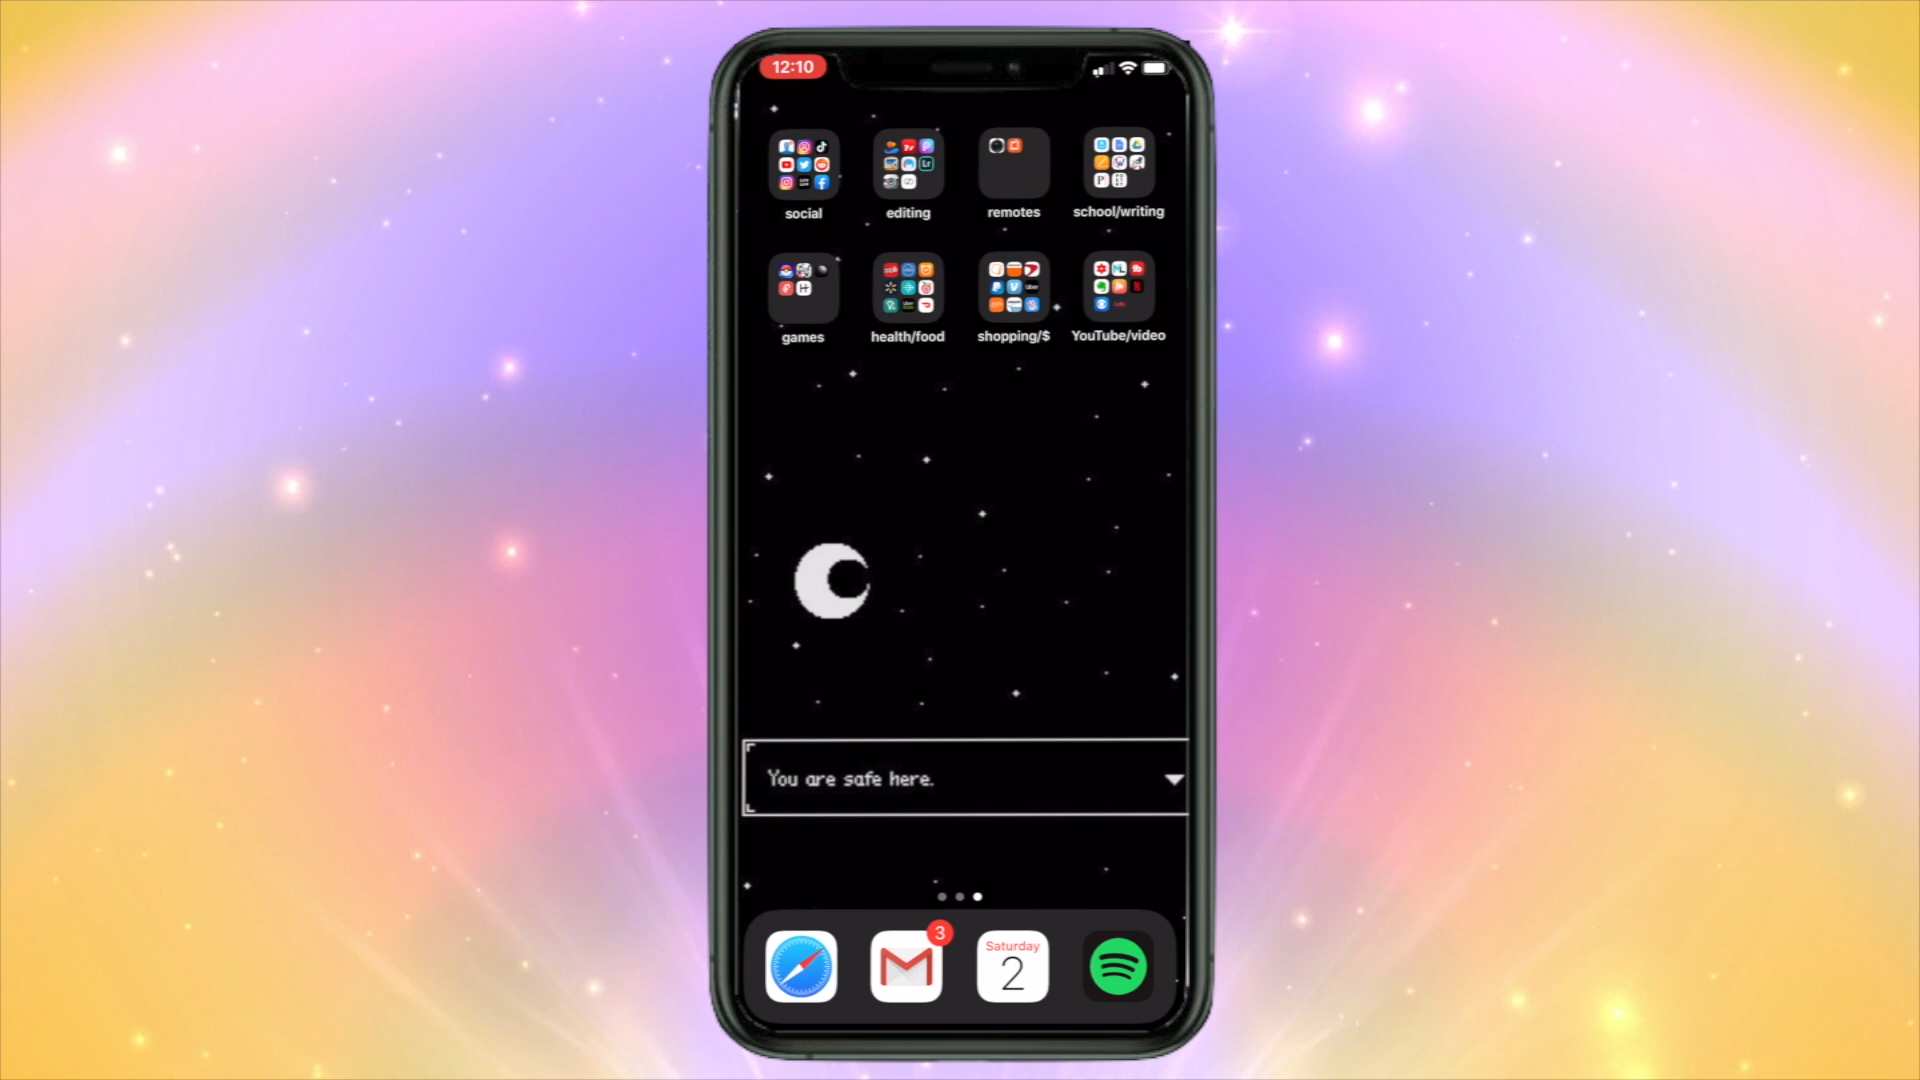 12:10
social
editing
remotes
school/writing
games
health/food
shopping/$
YouTube/video
You are safe here.
3
Saturday
2